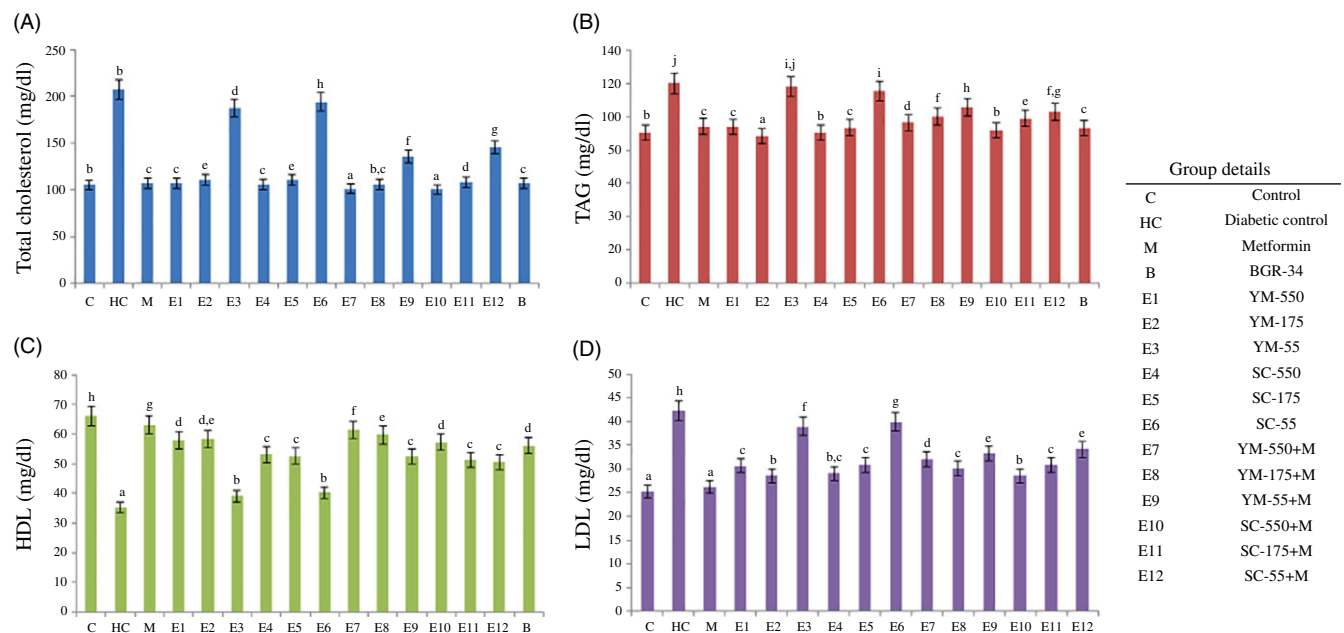 (A)
Total cholesterol (mg/dl)
250
200
150
100
50
0
b
b
c
c
e
d
c
e
h
a
b,c
f
a
d
g
c
C HC M E1 E2 E3 E4 E5 E6 E7 E8 E9 E10 E11 E12 B
(B)
TAG (mg/dl)
140
120
100
50
80
40
20
0
b
j
c
c
a
i,j
b
c
i
d
f
h
b
e
f,g
c
C HC M E1 E2 E3 E4 E5 E6 E7 E8 E9 E10 E11 E12 B
(C)
HDL (mg/dl)
80
70
60
50
40
30
20
10
0
h
a
g
d
d,e
b
c
c
b
f
e
c
d
c
c
d
C HC M E1 E2 E3 E4 E5 E6 E7 E8 E9 E10 E11 E12 B
(D)
LDL (mg/dl)
50
45
40
35
30
25
20
15
10
5
0
a
h
a
c
b
f
b,c
c
g
d
c
e
b
c
e
C HC M E1 E2 E3 E4 E5 E6 E7 E8 E9 E10 E11 E12
Group details
C Control
HC Diabetic control
M Metformin
B BGR-34
E1 YM-550
E2 YM-175
E3 YM-55
E4 SC-550
E5 SC-175
E6 SC-55
E7 YM-550+M
E8 YM-175+M
E9 YM-55+M
E10 SC-550+M
E11 SC-175+M
E12 SC-55+M